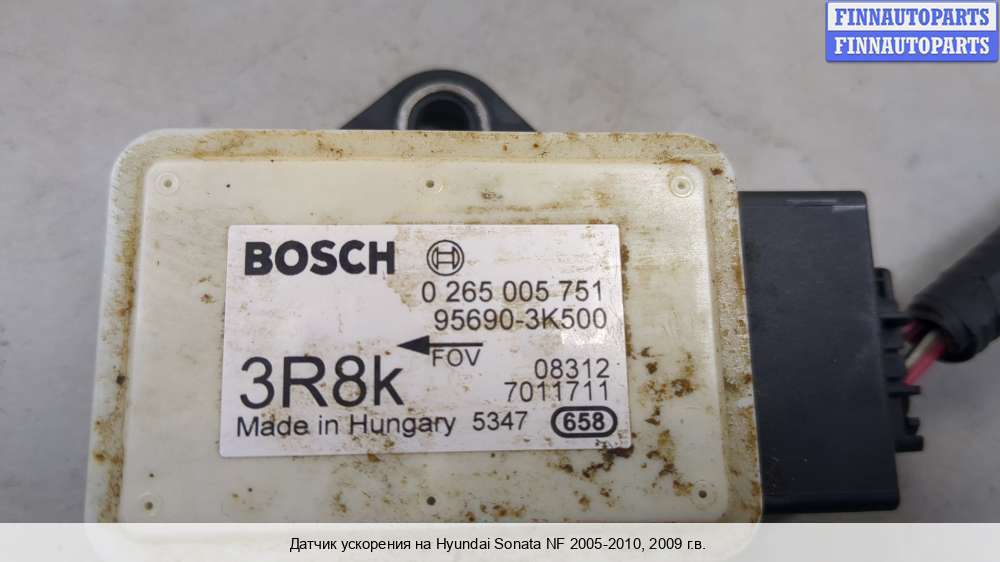 FINNAUTOPARTS
FINNAUTOPARTS
BOSCH
0 265 005 751
95690-3K500
FOV
3R8k
08312
7011711
Made in Hungary 5347 658
Датчик ускорения на Hyundai Sonata NF 2005-2010, 2009 г.в.